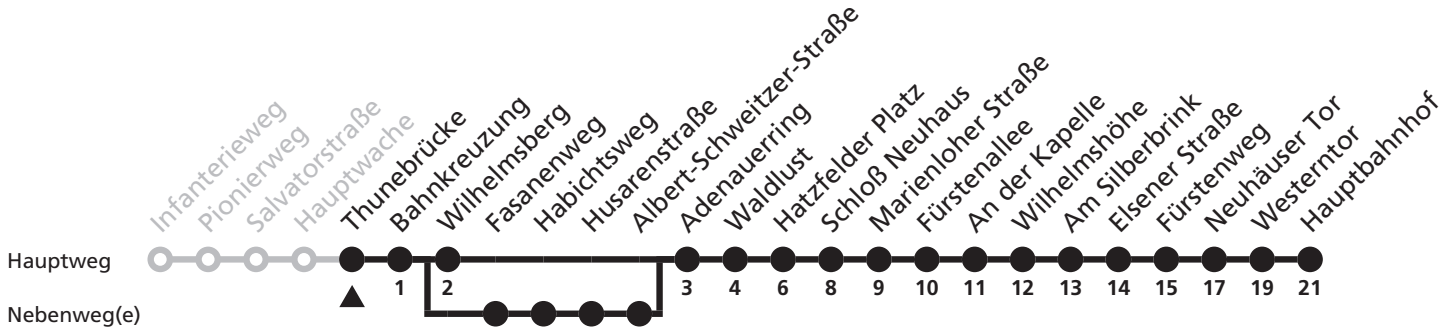 Infanterieweg
Pionierweg
Salvatorstraße
Hauptwache
Thunebrücke
Bahnkreuzung
Wilhelmsberg
Fasanenweg
Habichtsweg
Husarenstraße
Albert-Schweitzer-Straße
Adenauerring
Waldlust
Hatzfelder Platz
Schloß Neuhaus
Marienloher Straße
Fürstenallee
An der Kapelle
Wilhelmshöhe
Am Silberbrink
Elsener Straße
Fürstenweg
Neuhäuser Tor
Westerntor
Hauptbahnhof
Hauptweg
1 2 3 4 6 8 9 10 11 12 13 14 15 17 19 21
Nebenweg(e)